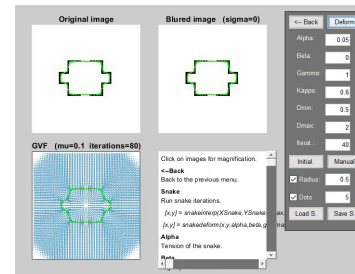 Original image
Blured image (sigma=0)
GVF (mu=0.1 iterations=80)
Click on images for magnification.
<--Back
Back to the previous menu.
Snake
Run snake iterations.
[x,y] = snakeinterp(XSnake,YSnake
[x,y] = snakedeform(x,y,alpha,beta,g
Alpha
Tension of the snake.
Beta
<-- Back
Deform
Alpha
0.05
Beta:
0
Gamma:
1
Kappa:
0.6
Dmin:
0.5
Dmax:
2
Iterat.:
40
Initial
Manual
Radius:
0.5
Dots
5
Load S.
Save S.